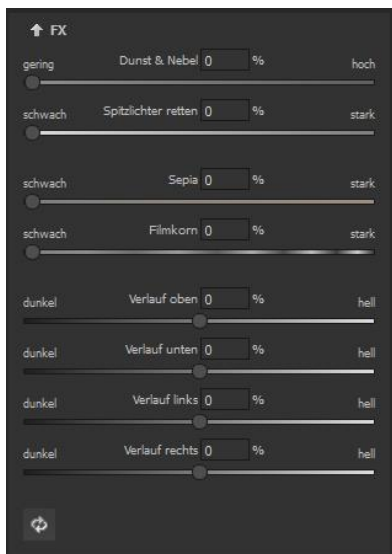 FX
gering Dunst & Nebel 0 % hoch
schwach Spitzlichter retten 0 % stark
schwach Sepia 0 % stark
schwach Filmkorn 0 % stark
dunkel Verlauf oben 0 % hell
dunkel Verlauf unten 0 % hell
dunkel Verlauf links 0 % hell
dunkel Verlauf rechts 0 % hell